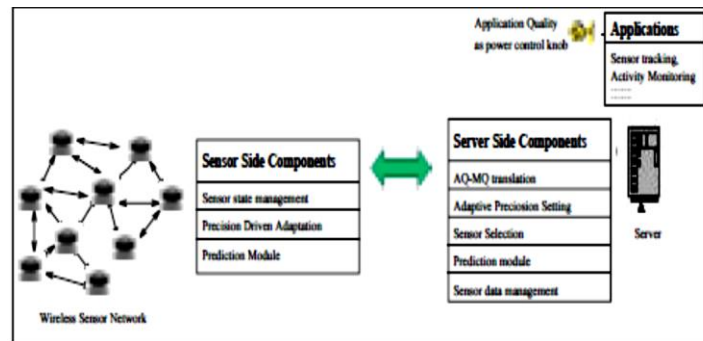 Application Quality
as power control knob
Applications
Sensor tracking,
Activity Monitoring
Sensor Side Components
Sensor state management
Precision Driven Adaptation
Prediction Module
Server Side Components
AQ-MQ translation
Adaptive Preciosion Setting
Sensor Selection
Prediction module
Sensor data management
Server
Wireless Sensor Network